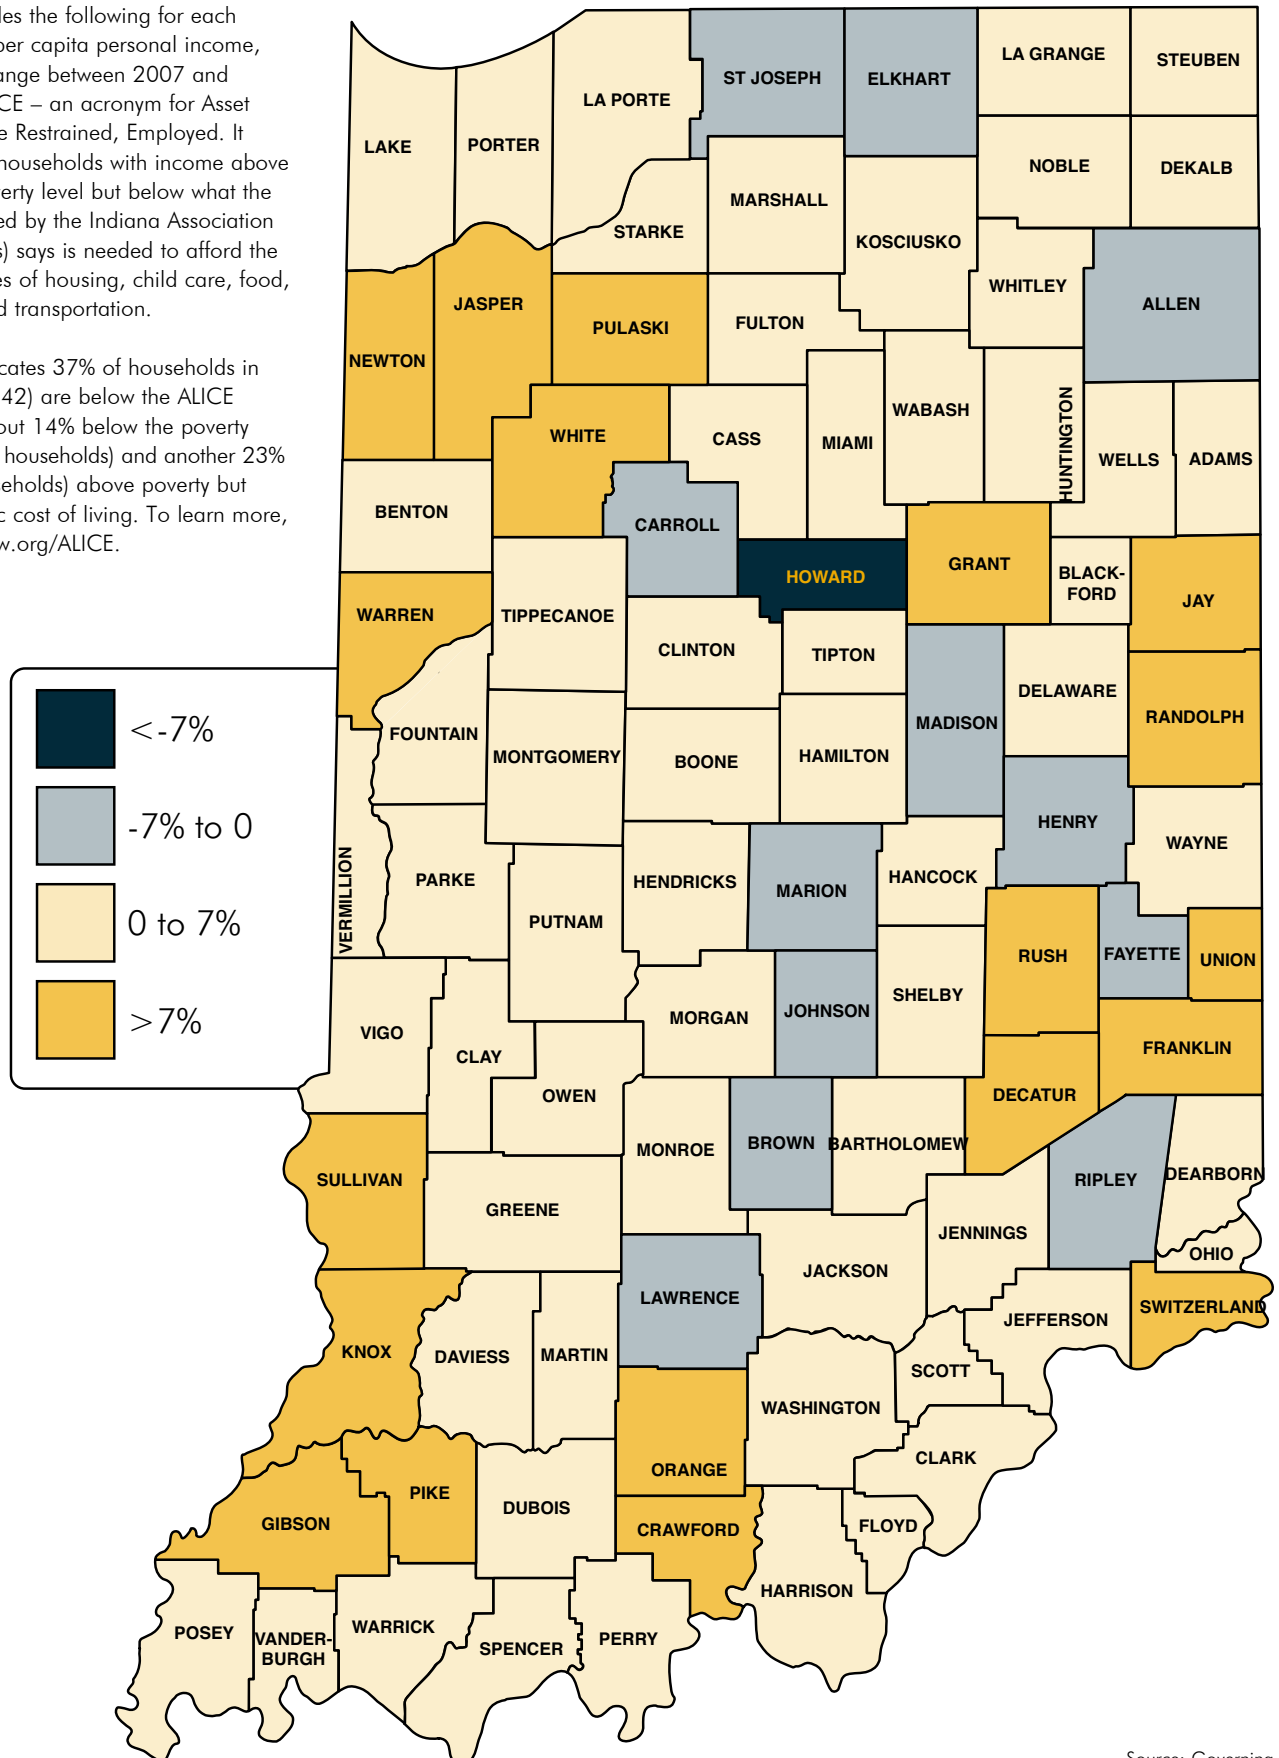 les the following for each
per capita personal income,
ange between 2007 and
CE – an acronym for Asset
e Restrained, Employed. It
households with income above
verty level but below what the
ed by the Indiana Association
s) says is needed to afford the
es of housing, child care, food,
d transportation.
cates 37% of households in
42) are below the ALICE
out 14% below the poverty
households) and another 23%
seholds) above poverty but
c cost of living. To learn more,
w.org/ALICE.
<-7%
-7% to 0
0 to 7%
>7%
LAKE
PORTER
LA PORTE
ST JOSEPH
ELKHART
LA GRANGE
STEUBEN
NOBLE
DEKALB
MARSHALL
STARKE
KOSCIUSKO
WHITLEY
ALLEN
JASPER
NEWTON
PULASKI
FULTON
WHITE
CASS
MIAMI
WABASH
HUNTINGTON
WELLS
ADAMS
BENTON
CARROLL
HOWARD
GRANT
BLACK-
FORD
JAY
WARREN
TIPPECANOE
CLINTON
TIPTON
MADISON
DELAWARE
RANDOLPH
FOUNTAIN
MONTGOMERY
BOONE
HAMILTON
HENRY
WAYNE
VERMILLION
PARKE
PUTNAM
HENDRICKS
MARION
HANCOCK
RUSH
FAYETTE
UNION
VIGO
CLAY
MORGAN
JOHNSON
SHELBY
FRANKLIN
OWEN
DECATUR
MONROE
BROWN
BARTHOLOMEW
SULLIVAN
GREENE
RIPLEY
DEARBORN
JENNINGS
OHIO
JACKSON
LAWRENCE
JEFFERSON
SWITZERLAND
KNOX
DAVIESS
MARTIN
SCOTT
WASHINGTON
CLARK
ORANGE
PIKE
DUBOIS
GIBSON
CRAWFORD
FLOYD
HARRISON
POSEY
VANDER-
BURGH
WARRICK
SPENCER
PERRY
Source: Governing